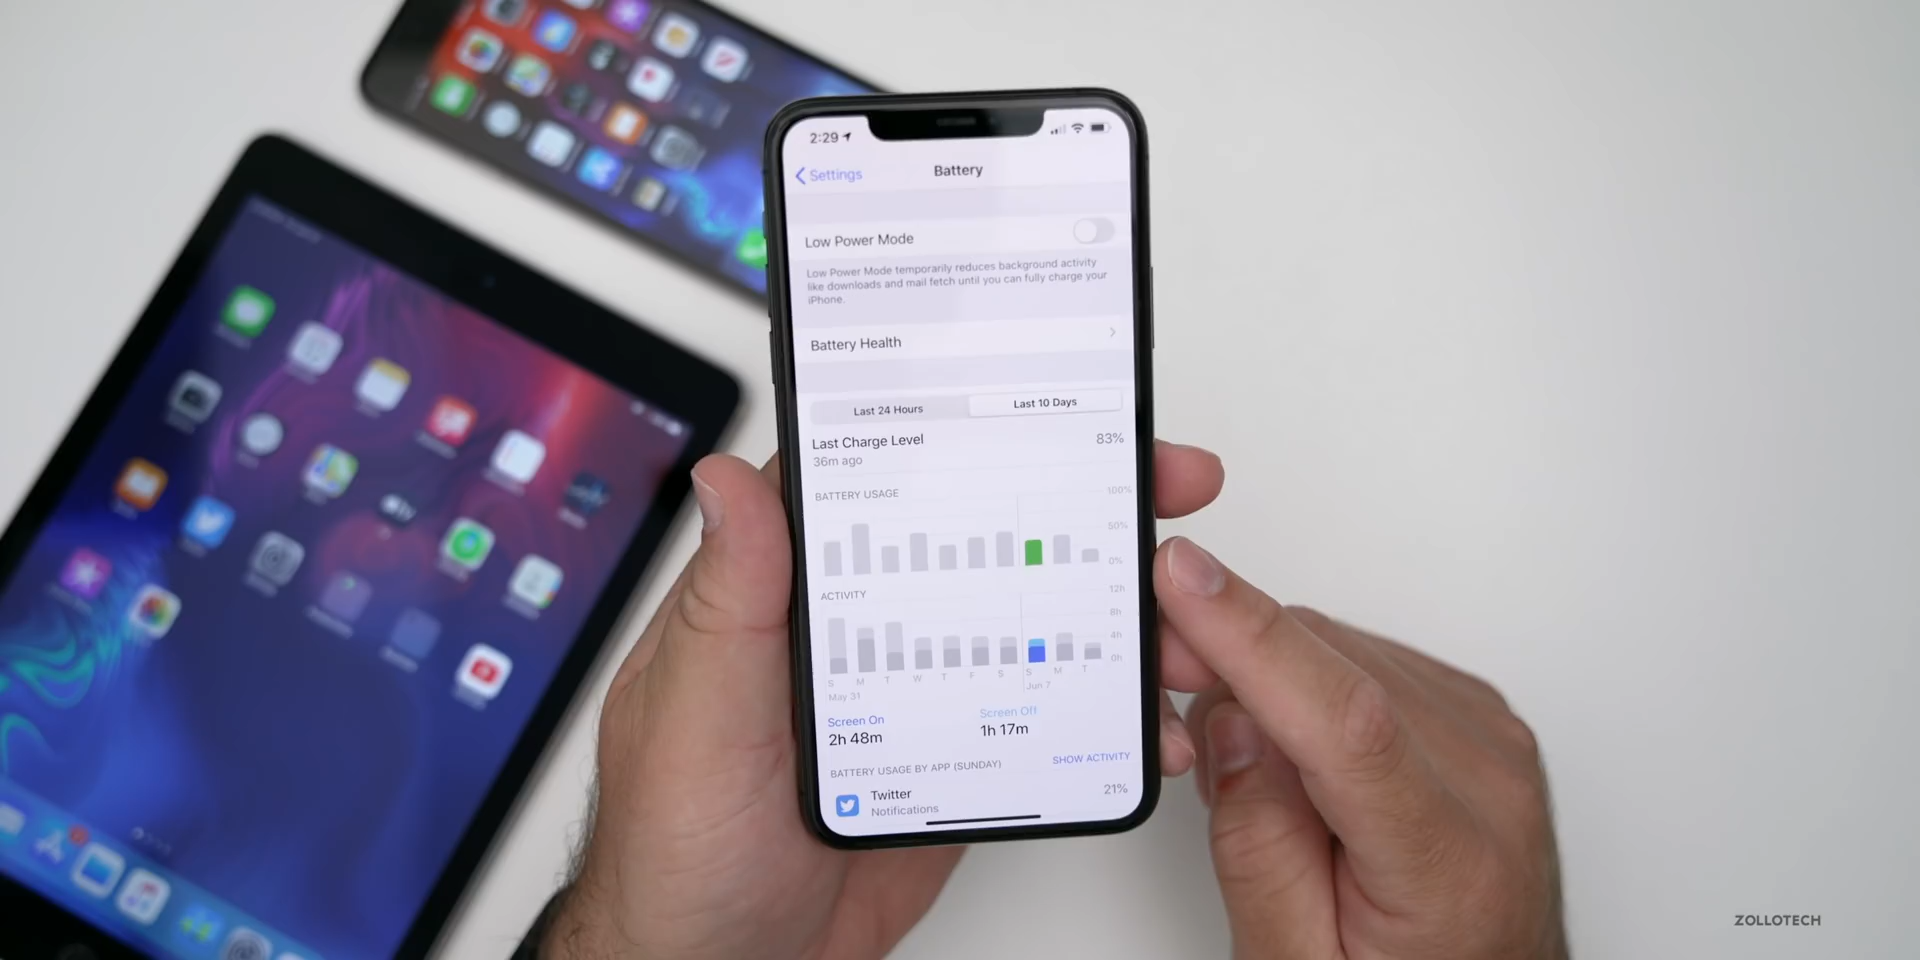 2:29
Settings
Battery
Low Power Mode
Low Power Mode temporarily reduces background activity
like downloads and mail fetch until you can fully charge your
iPhone.
Battery Health
Last 24 Hours
Last 10 Days
Last Charge Level
83%
36m ago
BATTERY USAGE
100%
50%
0%
ACTIVITY
12h
8h
4h
0h
S M T W T F S S M T
May 31
Jun 7
Screen On
Screen Off
2h 48m
1h 17m
BATTERY USAGE BY APP (SUNDAY)
SHOW ACTIVITY
Twitter
21%
Notifications
ZOLLOTECH